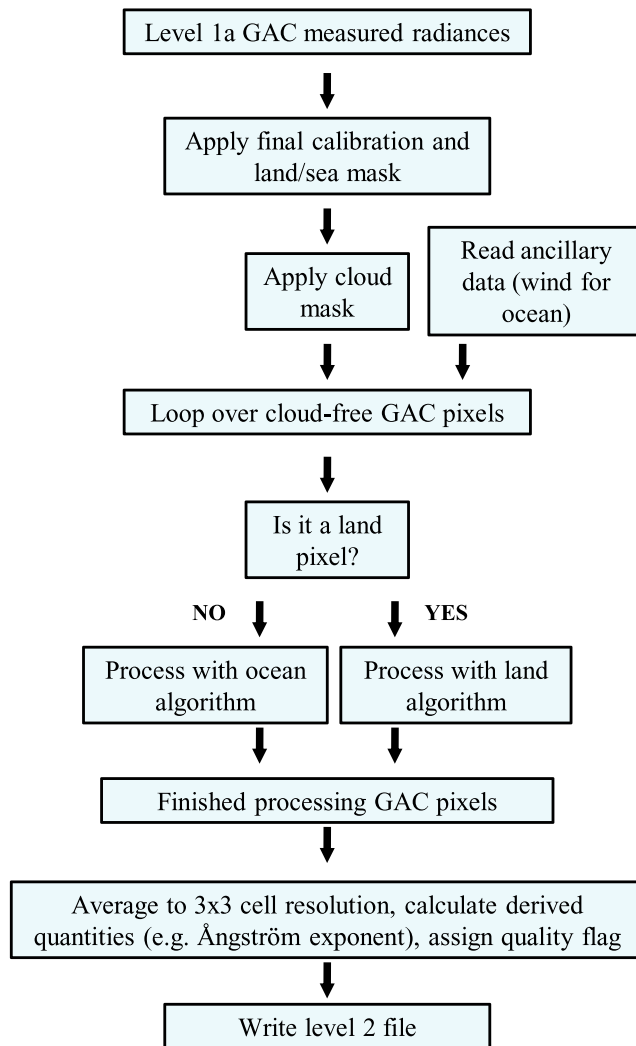 Level 1a GAC measured radiances
Apply final calibration and
land/sea mask
Apply cloud
mask
Read ancillary
data (wind for
ocean)
Loop over cloud-free GAC pixels
Is it a land
pixel?
NO
YES
Process with ocean
algorithm
Process with land
algorithm
Finished processing GAC pixels
Average to 3x3 cell resolution, calculate derived
quantities (e.g. Ångström exponent), assign quality flag
Write level 2 file